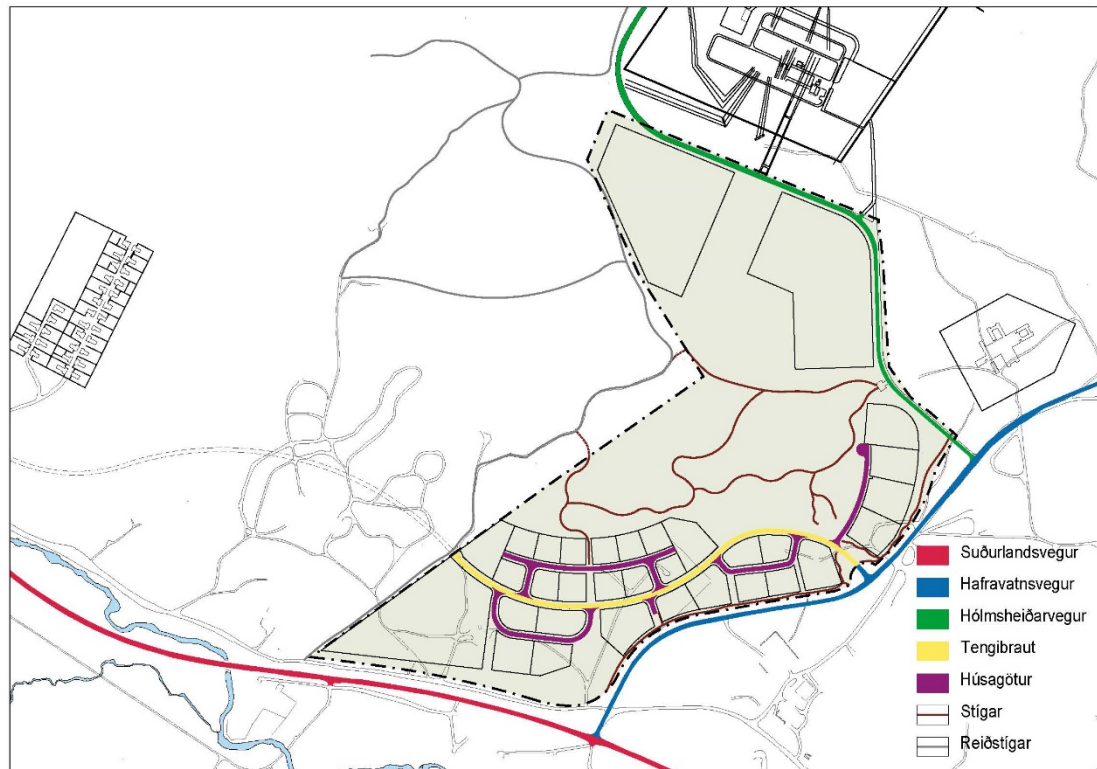 Suðurlandsvegur
Hafravatnsvegur
Hólmsheiðarvegur
Tengibraut
Húsagötur
Stígar
Reiðstígar